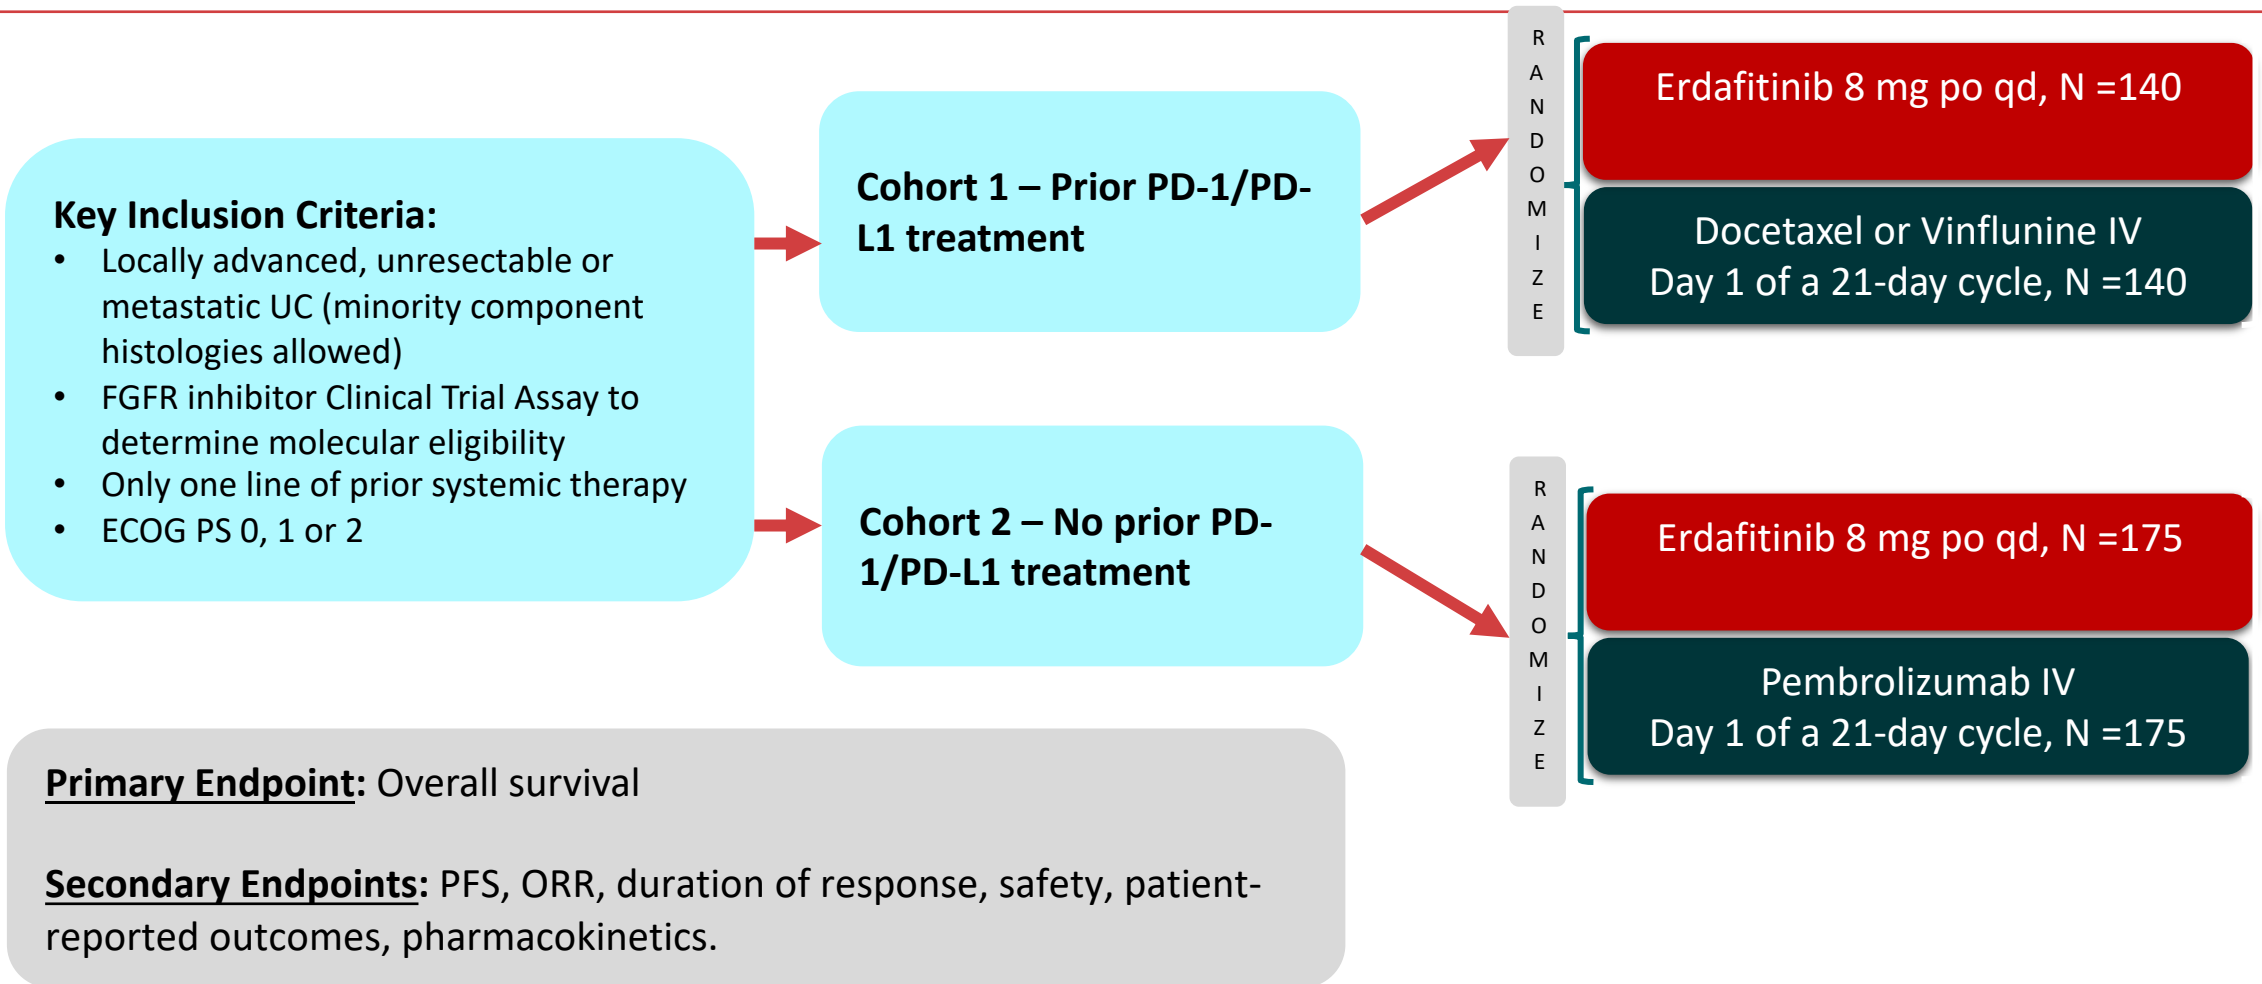 Key Inclusion Criteria:
• Locally advanced, unresectable or
metastatic UC (minority component
histologies allowed)
• FGFR inhibitor Clinical Trial Assay to
determine molecular eligibility
• Only one line of prior systemic therapy
• ECOG PS 0, 1 or 2
Cohort 1 – Prior PD-1/PD-
L1 treatment
R
A
N
D
O
M
I
Z
E
Erdafitinib 8 mg po qd, N =140
Docetaxel or Vinflunine IV
Day 1 of a 21-day cycle, N =140
Cohort 2 – No prior PD-
1/PD-L1 treatment
R
A
N
D
O
M
I
Z
E
Erdafitinib 8 mg po qd, N =175
Pembrolizumab IV
Day 1 of a 21-day cycle, N =175
Primary Endpoint: Overall survival
Secondary Endpoints: PFS, ORR, duration of response, safety, patient-
reported outcomes, pharmacokinetics.